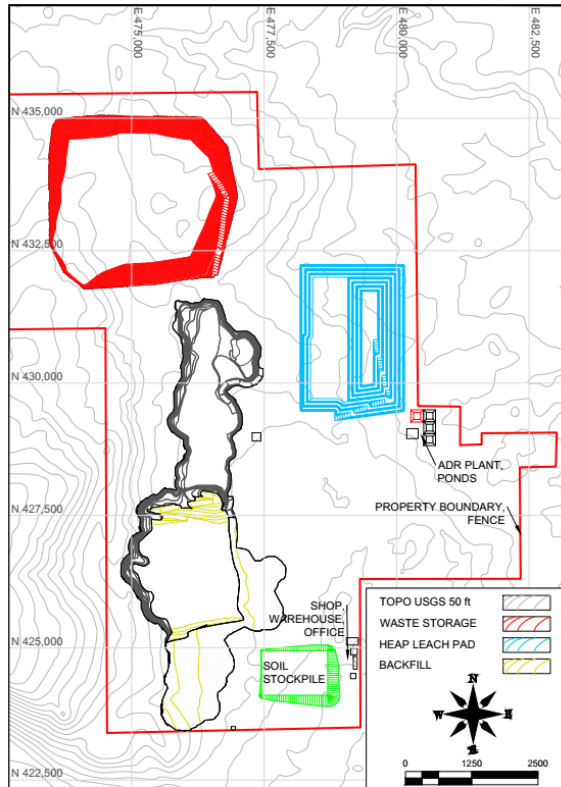 E 475,000
E 477,500
E 480,000
E 482,500
N 435,000
N 432,500
N 430,000
ADR PLANT,
PONDS
N 427,500
PROPERTY BOUNDARY,
FENCE
SHOP,
WAREHOUSE,
OFFICE
N 425,000
SOIL
STOCKPILE
TOPO USGS 50 ft
WASTE STORAGE
HEAP LEACH PAD
BACKFILL
N
W
E
S
N 422,500
0
1250
2500